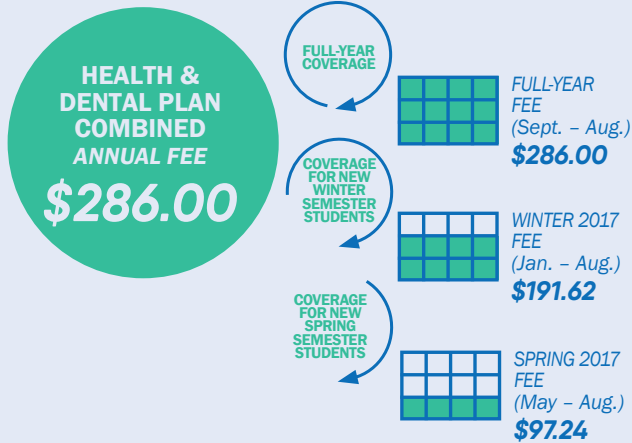 HEALTH &
DENTAL PLAN
COMBINED
ANNUAL FEE
$286.00
FULL-YEAR
COVERAGE
FULL-YEAR
FEE
(Sept. – Aug.)
$286.00
COVERAGE
FOR NEW
WINTER
SEMESTER
STUDENTS
WINTER 2017
FEE
(Jan. – Aug.)
$191.62
COVERAGE
FOR NEW
SPRING
SEMESTER
STUDENTS
SPRING 2017
FEE
(May – Aug.)
$97.24